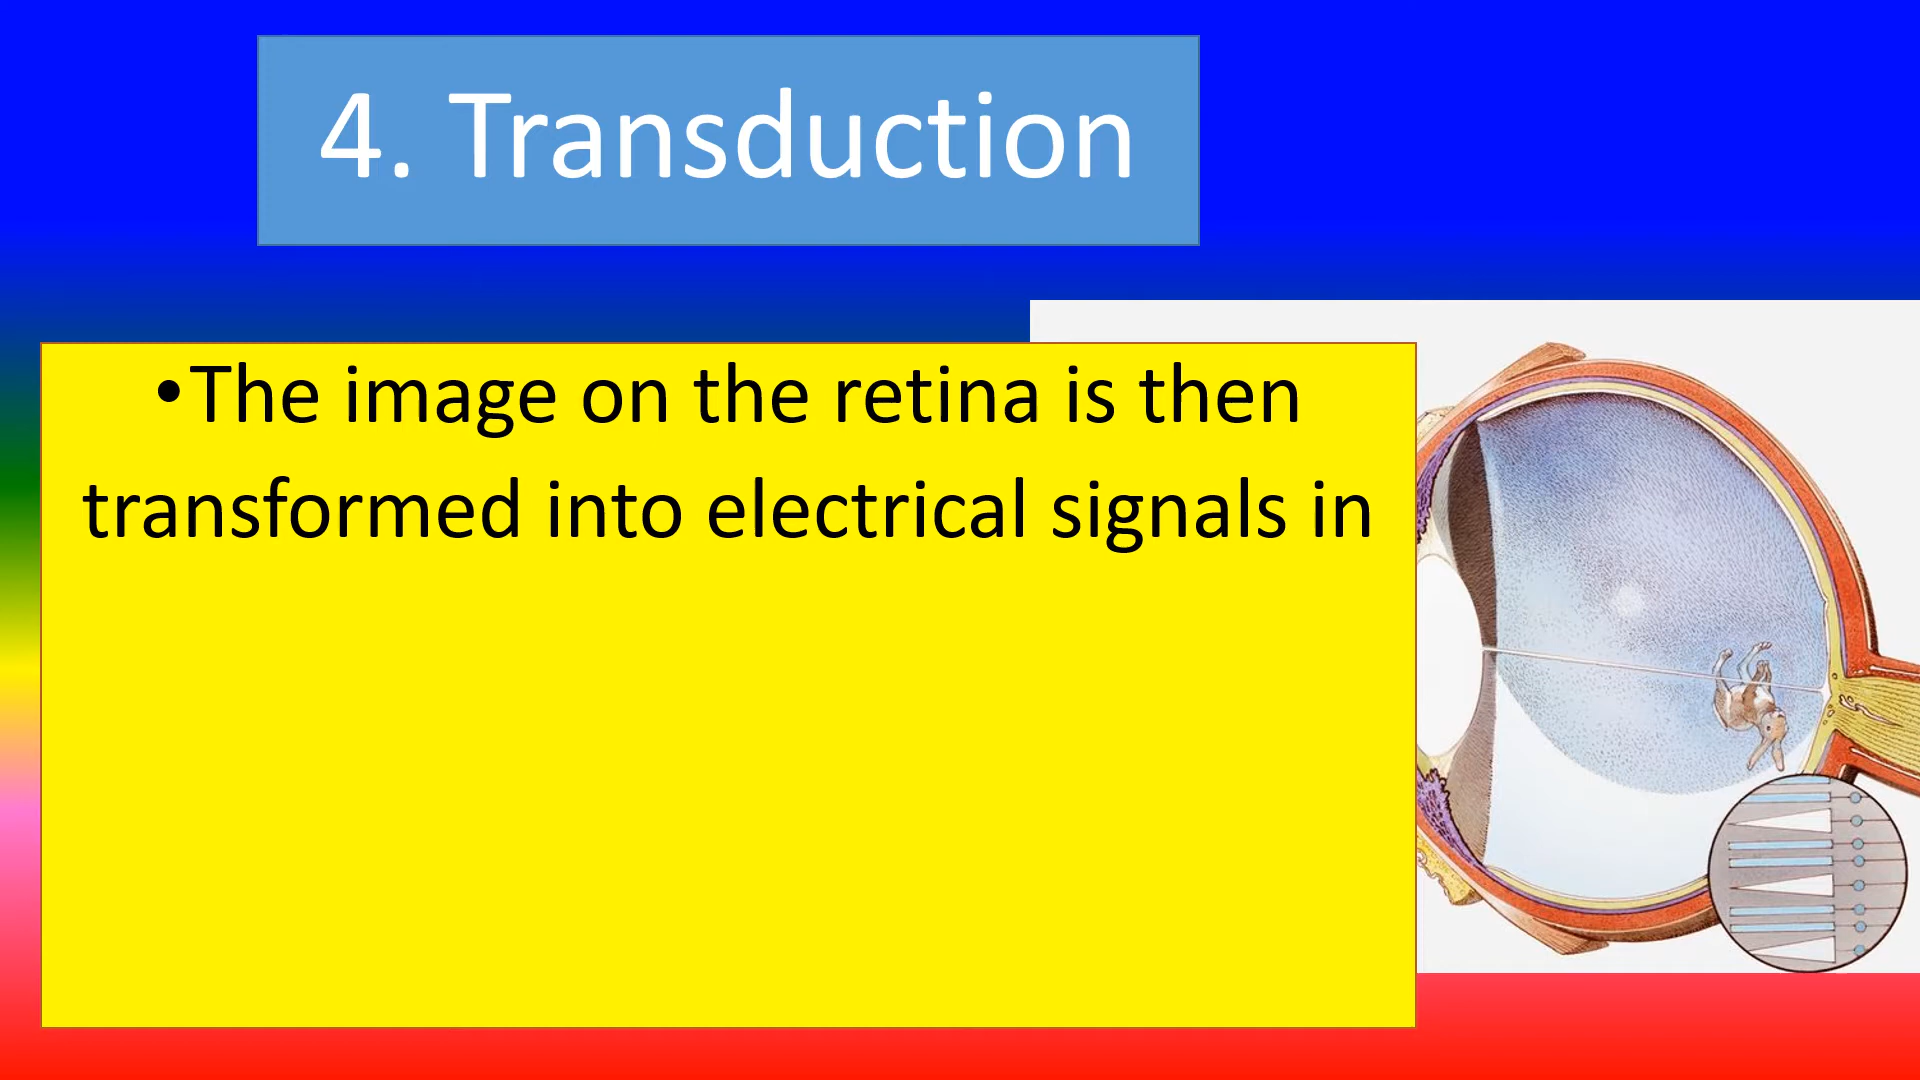 4. Transduction
•The image on the retina is then
transformed into electrical signals in